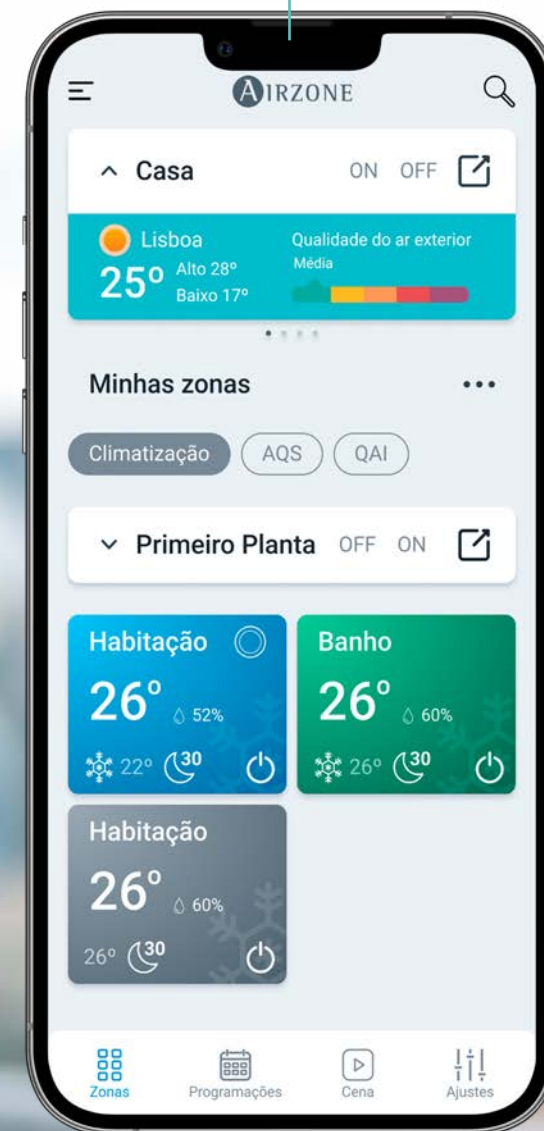 AIRZONE
Casa ON OFF
Lisboa
25º
Alto 28º
Baixo 17º
Qualidade do ar exterior
Média
Minhas zonas
Climatização AQS QAI
Primeiro Planta OFF ON
Habitação
26º 52%
22º 30
Banho
26º 60%
26º 30
Habitação
26º 60%
26º 30
Zonas Programações Cena Ajustes